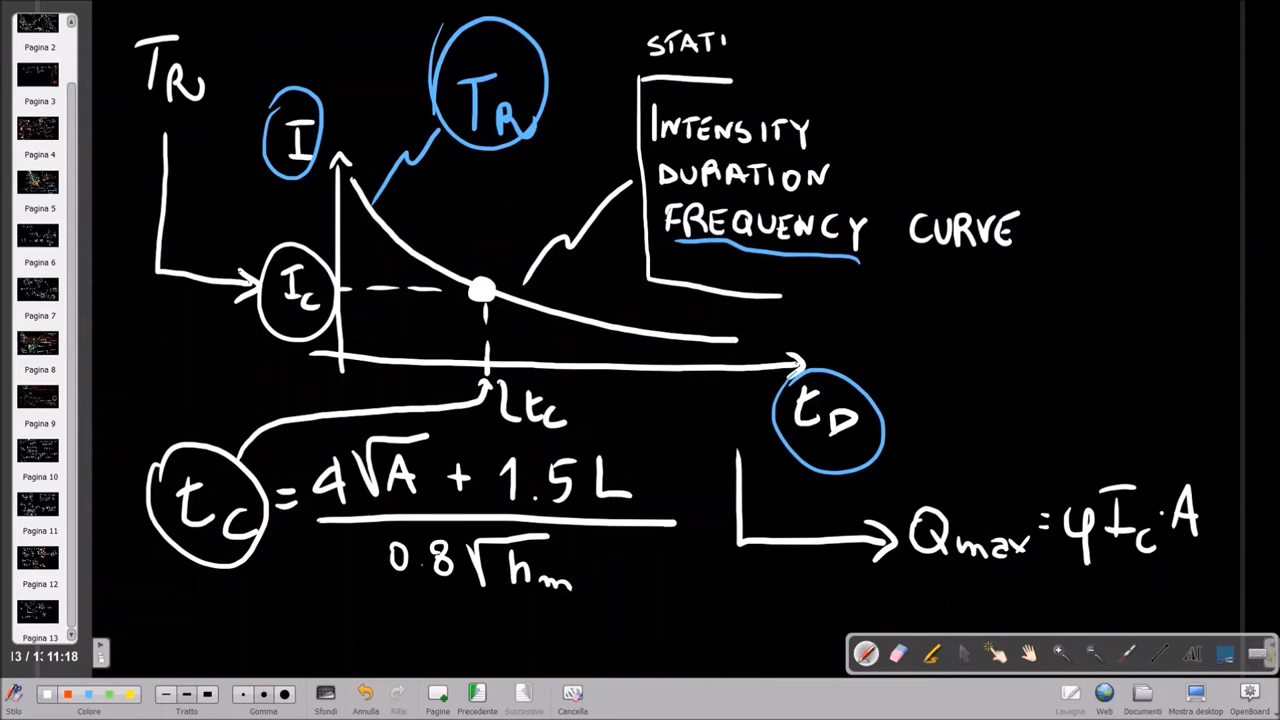 Pagina 2
Pagina 3
Pagina 4
Pagina 5
Pagina 6
Pagina 7
Pagina 8
Pagina 9
Pagina 10
Pagina 11
Pagina 12
Pagina 13
11:18
TR
I
TR
STATI
INTENSITY
DURATION
FREQUENCY CURVE
Ic
tc
tD
tc = 4√A + 1.5 L
0.8 √hm
Qmax = φ Ic · A
Stilo
Colore
Tratto
Gomma
Sfondi
Annulla
Rifai
Pagine
Precedente
Successivo
Cancella
Lavagna
Web
Documenti
Mostra desktop
OpenBoard